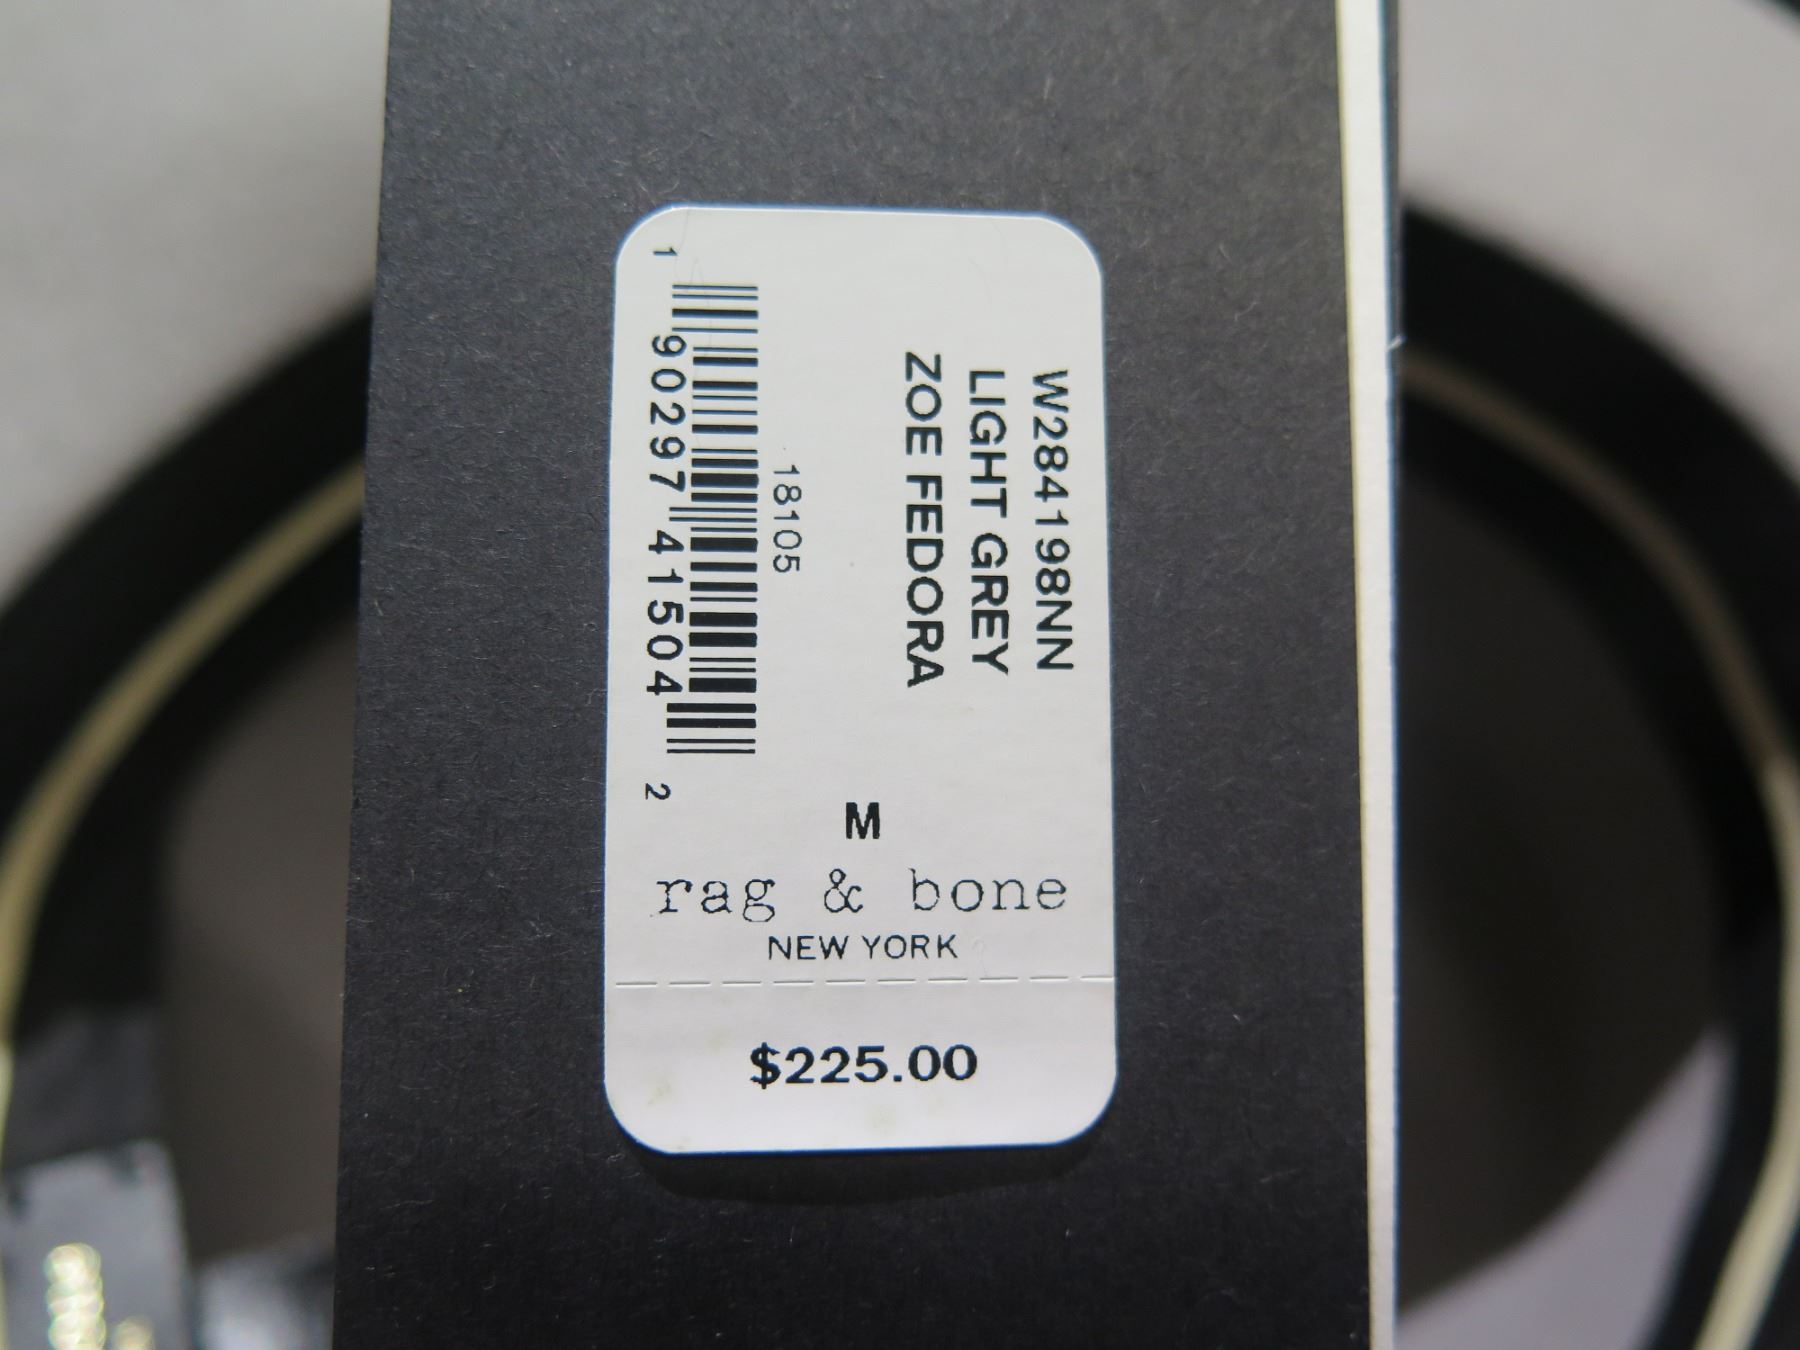 W284198NN
LIGHT GREY
ZOE FEDORA
18105
1 90297 41504 2
M
rag & bone
NEW YORK
$225.00